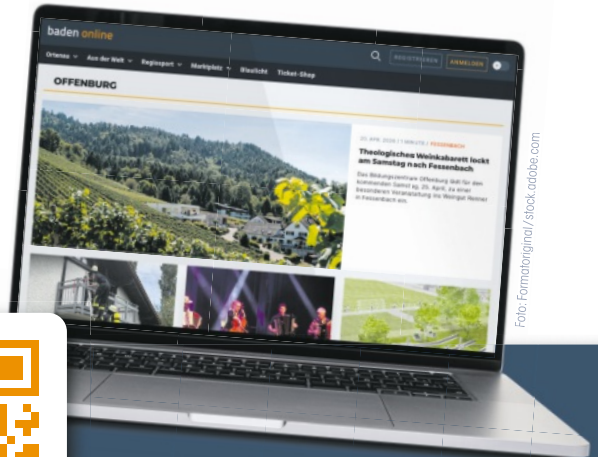 baden online
REGISTRIEREN ANMELDEN
Ortenau Aus der Welt Regiosport Marktplatz Blaulicht Ticket-Shop
OFFENBURG
FESSENBACH
Theologisches Weinkabarett lockt
am Samstag nach Fessenbach
Das Bildungszentrum Offenburg lädt für den
kommenden Samstag, 25. April, zu einer
besonderen Veranstaltung ins Weingut Renner
in Fessenbach ein.
Foto: Formatoriginal/stock.adobe.com